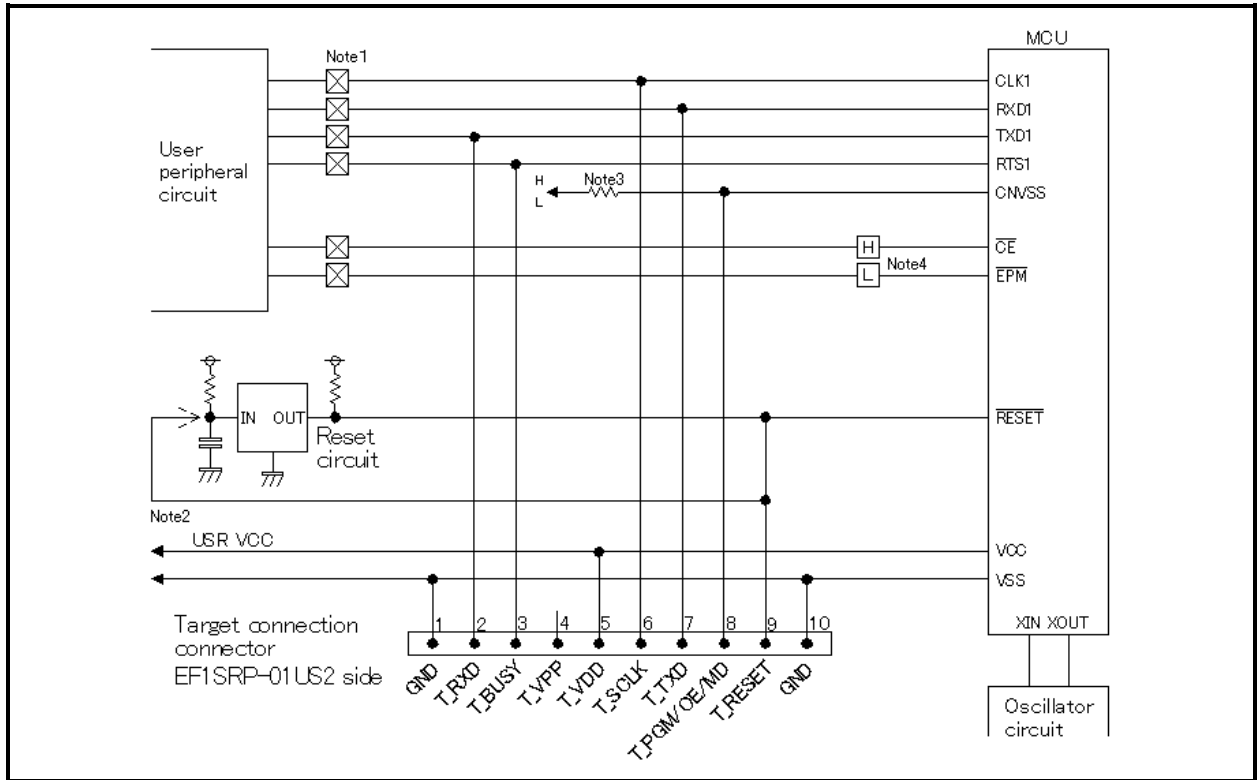 MCU
Note1
CLK1
RXD1
TXD1
User
peripheral
circuit
RTS1
H
L
Note3
CNVSS
H
CE
L
Note4
EPM
IN OUT
Reset
circuit
RESET
Note2
USR VCC
VCC
VSS
XIN XOUT
Target connection
connector
EF1SRP-01US2 side
1 2 3 4 5 6 7 8 9 10
GND
T_RXD
T_BUSY
T_VPP
T_VDD
T_SCLK
T_TXD
T_PGM/OE/MD
T_RESET
GND
Oscillator
circuit